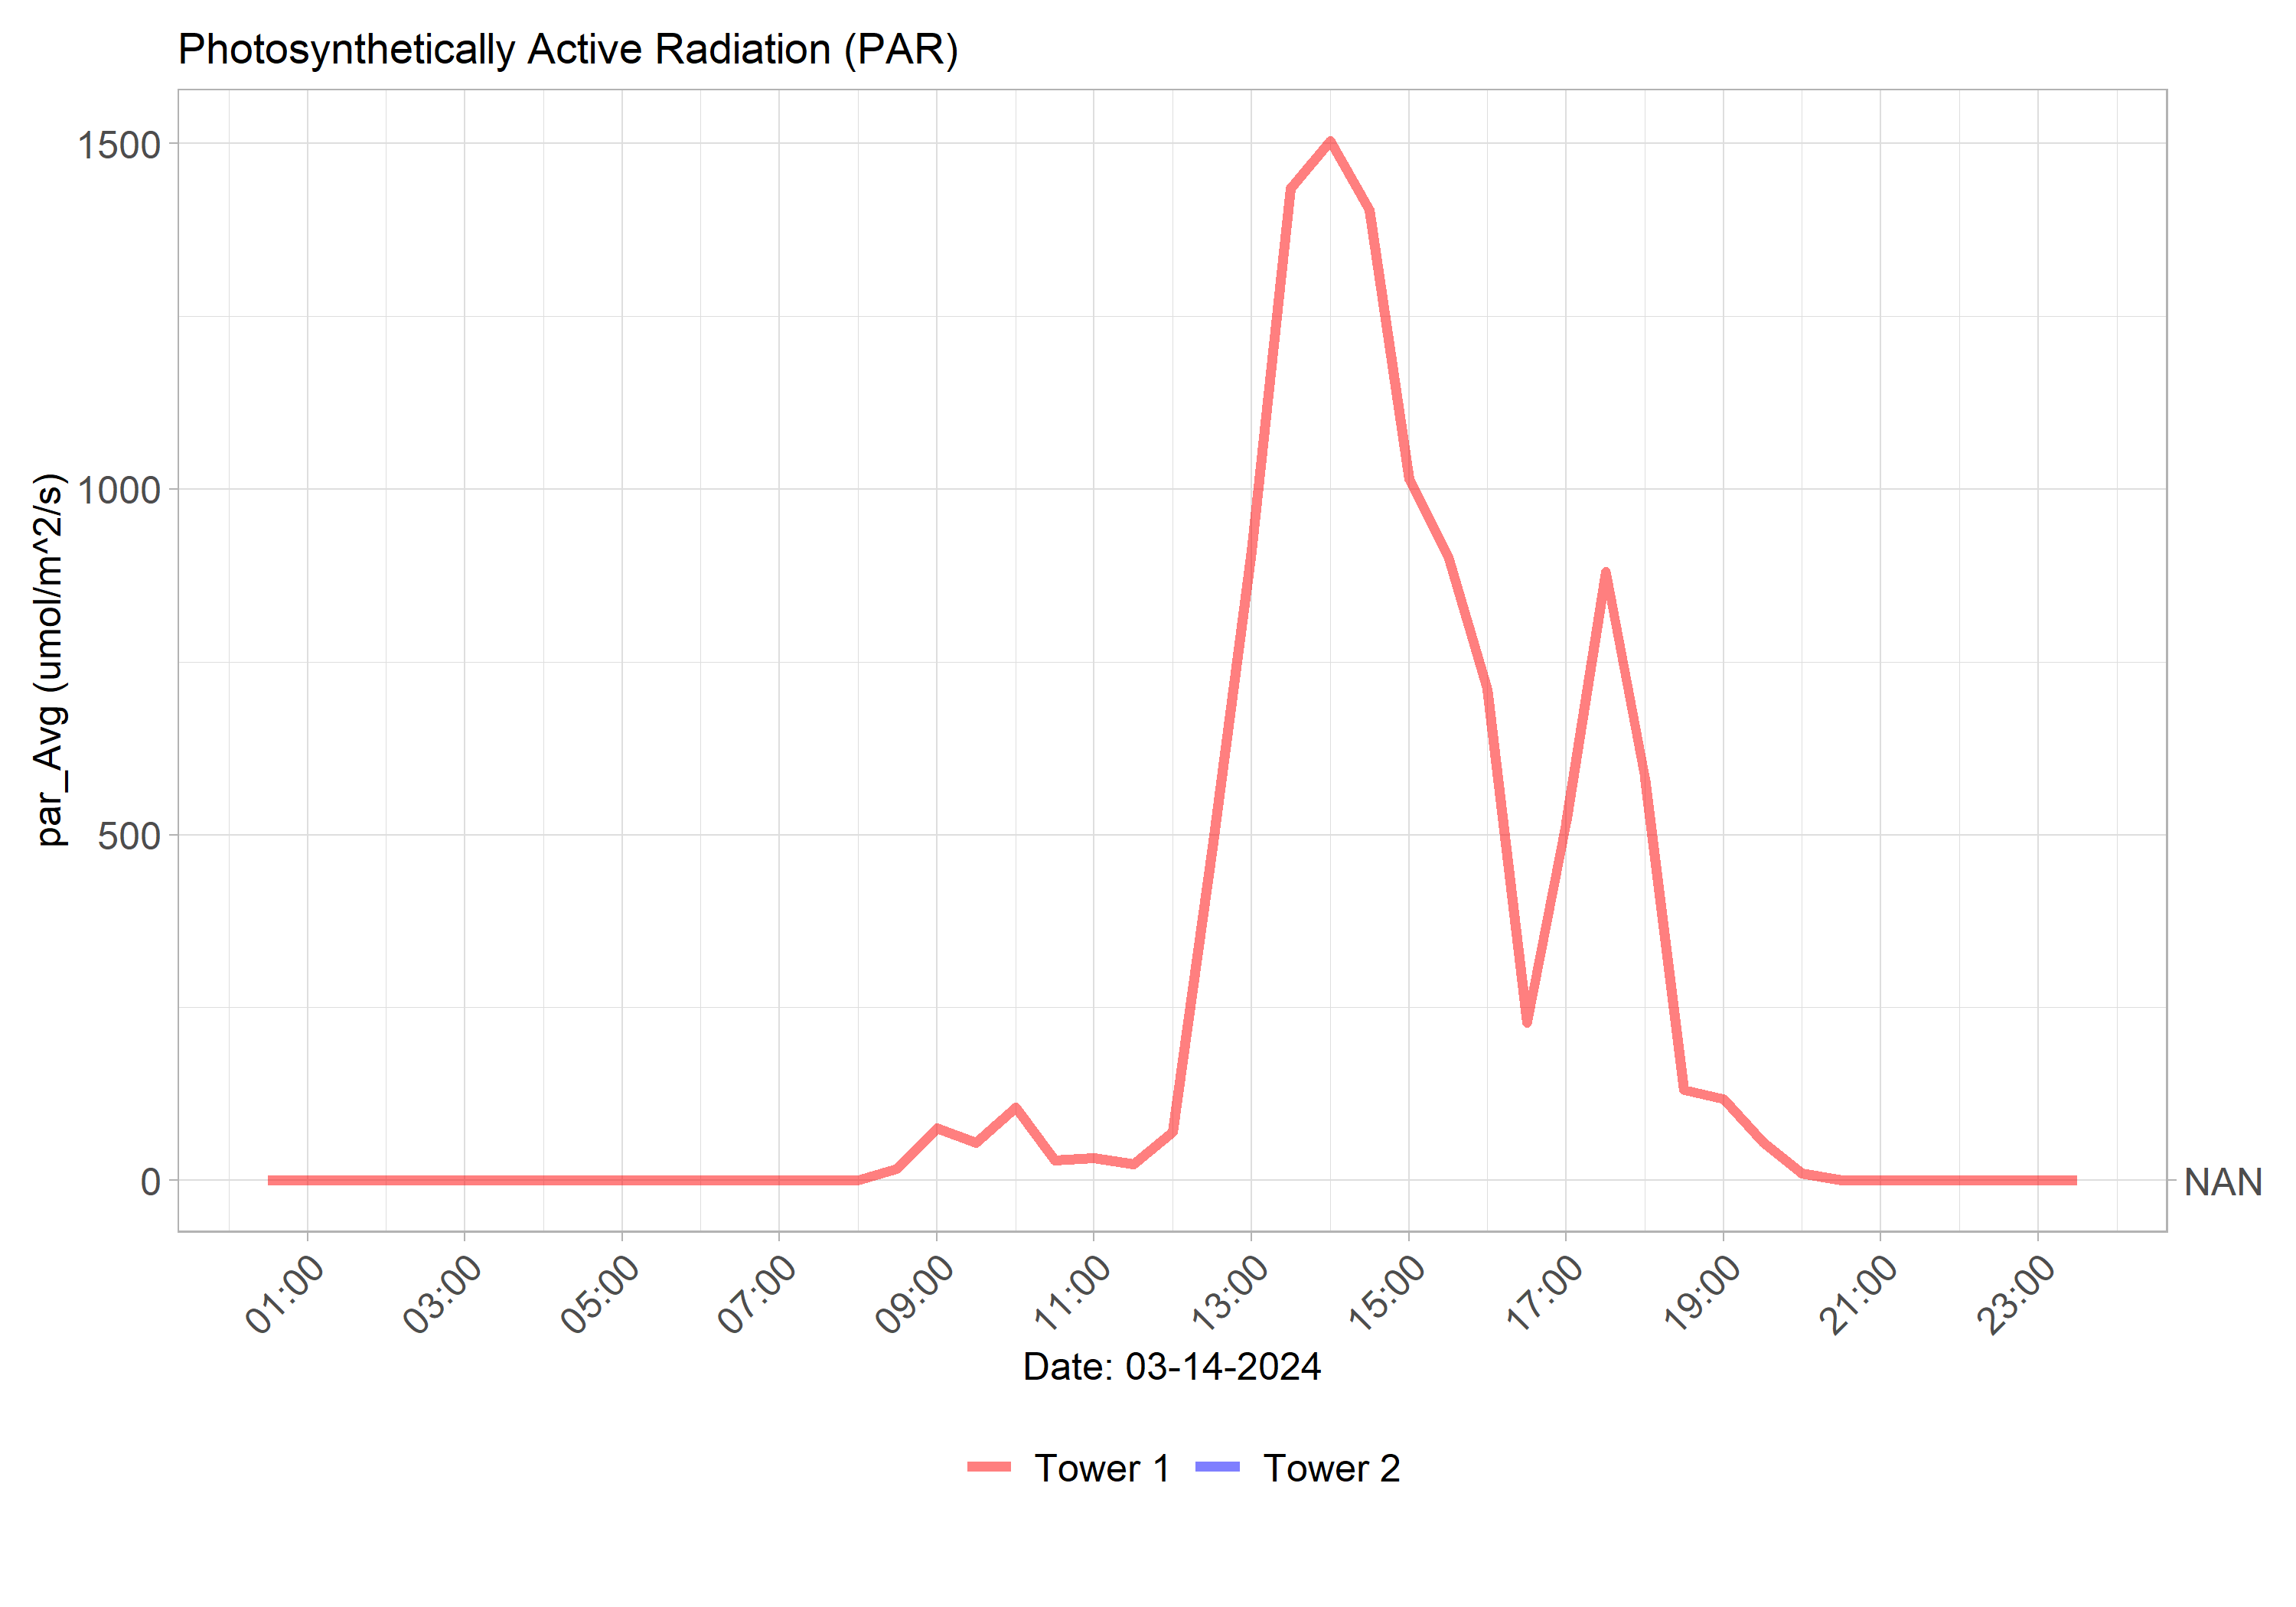 Photosynthetically Active Radiation (PAR)
par_Avg (umol/m^2/s)
1500
1000
500
0
NAN
01:00
03:00
05:00
07:00
09:00
11:00
13:00
15:00
17:00
19:00
21:00
23:00
Date: 03-14-2024
Tower 1
Tower 2